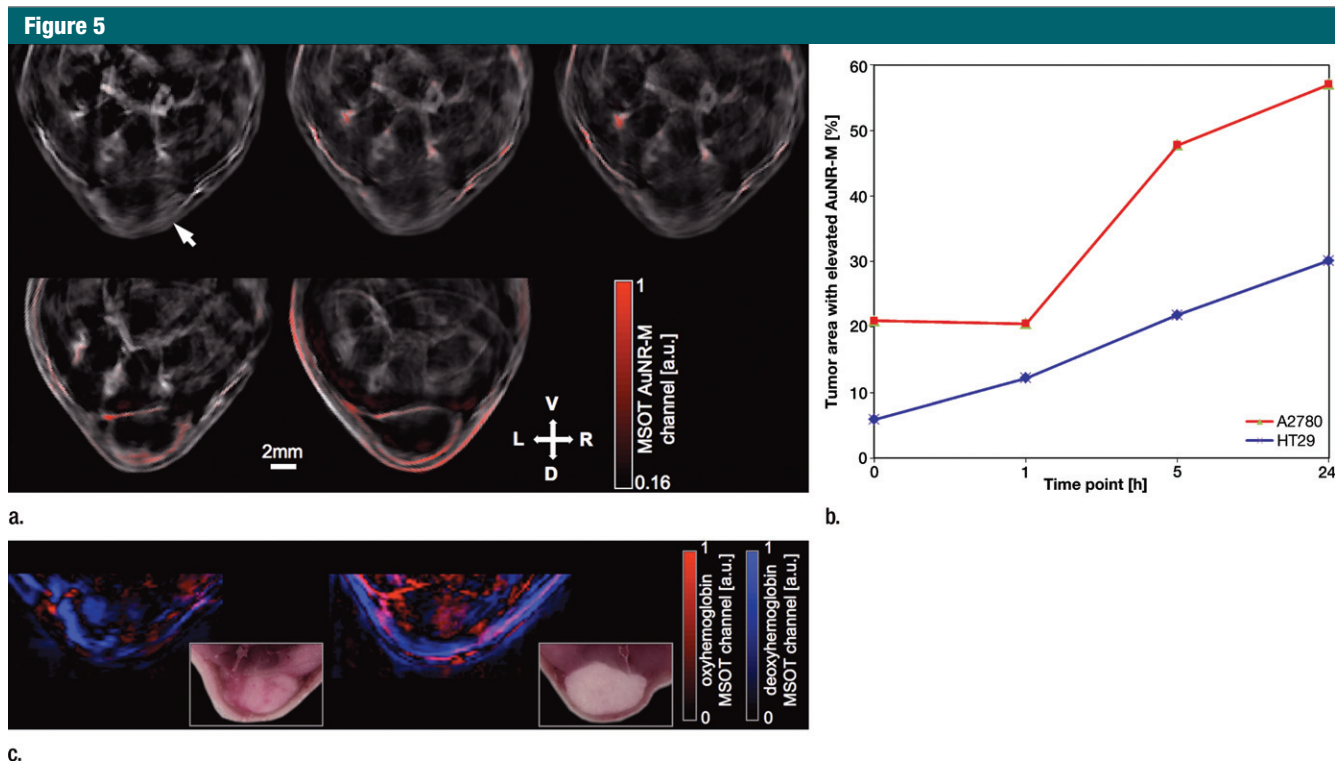 Figure 5
2mm
V
L R
D
MSOT AuNR-M
channel [a.u.]
1
0.16
a.
Tumor area with elevated AuNR-M [%]
60
50
40
30
20
10
0
0 1 5 24
Time point [h]
A2780
HT29
b.
oxyhemoglobin
MSOT channel [a.u.]
1
0
deoxyhemoglobin
MSOT channel [a.u.]
1
0
c.